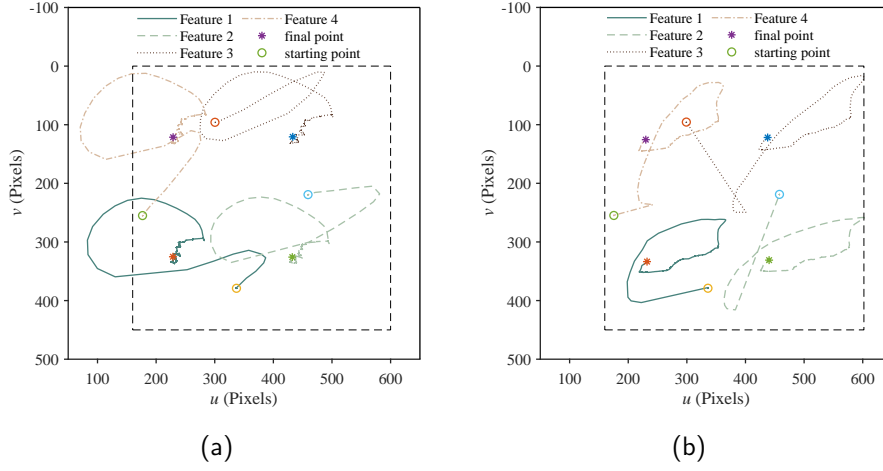 -100
0
100
200
300
400
500
v (Pixels)
100 200 300 400 500 600
u (Pixels)
Feature 1
Feature 2
Feature 3
Feature 4
final point
starting point
(a)
-100
0
100
200
300
400
500
v (Pixels)
100 200 300 400 500 600
u (Pixels)
Feature 1
Feature 2
Feature 3
Feature 4
final point
starting point
(b)